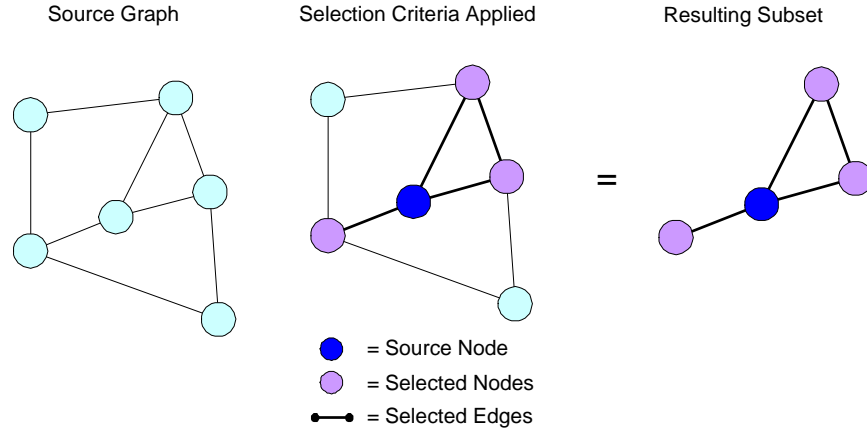 Source Graph
Selection Criteria Applied
Resulting Subset
=
= Source Node
= Selected Nodes
= Selected Edges